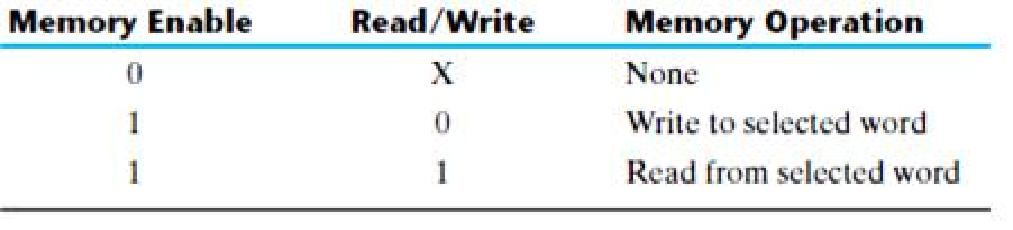 Memory Enable Read/Write Memory Operation
0 X None
1 0 Write to selected word
1 1 Read from selected word